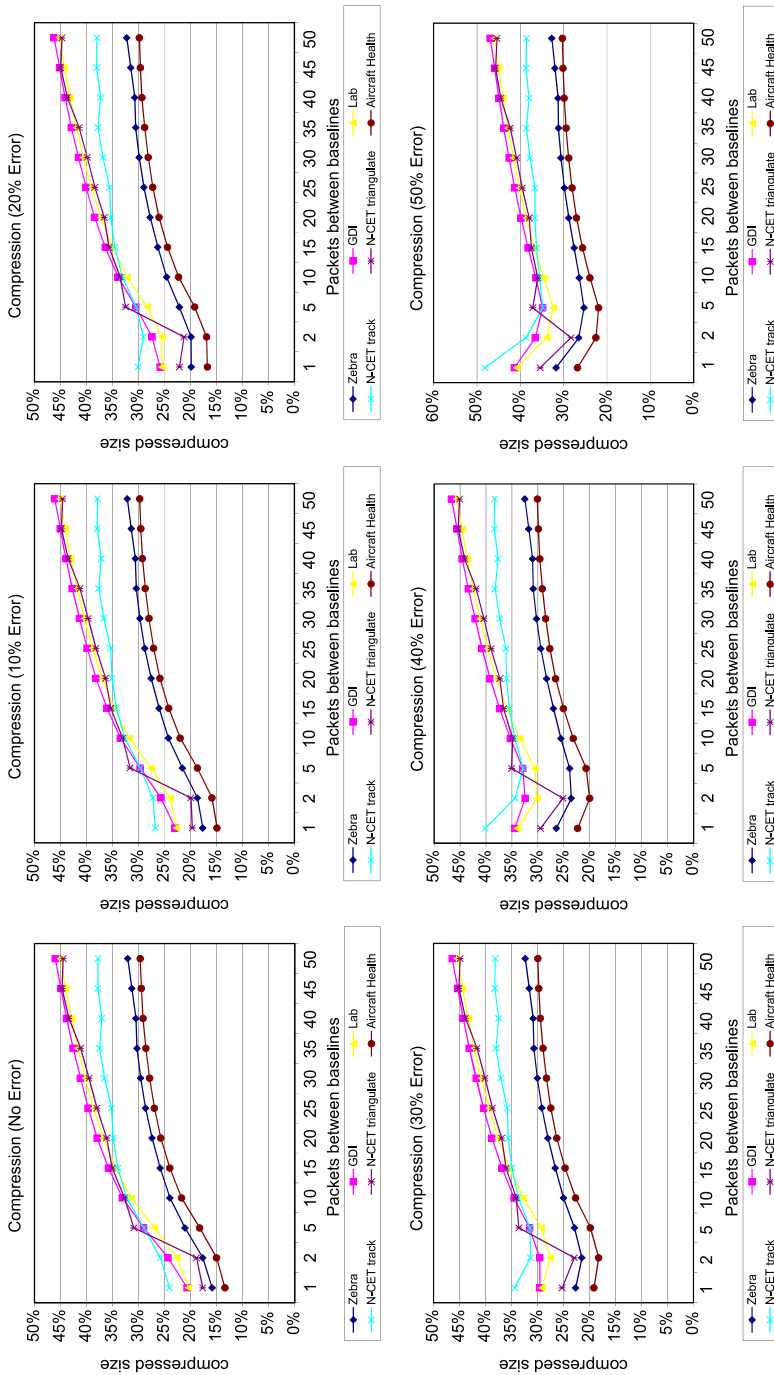 Compression (No Error)
50%
45%
40%
35%
30%
25%
20%
15%
10%
5%
0%
compressed size
1 2 5 10 15 20 25 30 35 40 45 50
Packets between baselines
Zebra GDI Lab
N-CET track N-CET triangulate Aircraft Health
Compression (10% Error)
50%
45%
40%
35%
30%
25%
20%
15%
10%
5%
0%
compressed size
1 2 5 10 15 20 25 30 35 40 45 50
Packets between baselines
Zebra GDI Lab
N-CET track N-CET triangulate Aircraft Health
Compression (20% Error)
50%
45%
40%
35%
30%
25%
20%
15%
10%
5%
0%
compressed size
1 2 5 10 15 20 25 30 35 40 45 50
Packets between baselines
Zebra GDI Lab
N-CET track N-CET triangulate Aircraft Health
Compression (30% Error)
50%
45%
40%
35%
30%
25%
20%
15%
10%
5%
0%
compressed size
1 2 5 10 15 20 25 30 35 40 45 50
Packets between baselines
Zebra GDI Lab
N-CET track N-CET triangulate Aircraft Health
Compression (40% Error)
50%
45%
40%
35%
30%
25%
20%
15%
10%
5%
0%
compressed size
1 2 5 10 15 20 25 30 35 40 45 50
Packets between baselines
Zebra GDI Lab
N-CET track N-CET triangulate Aircraft Health
Compression (50% Error)
60%
50%
40%
30%
20%
10%
0%
compressed size
1 2 5 10 15 20 25 30 35 40 45 50
Packets between baselines
Zebra GDI Lab
N-CET track N-CET triangulate Aircraft Health